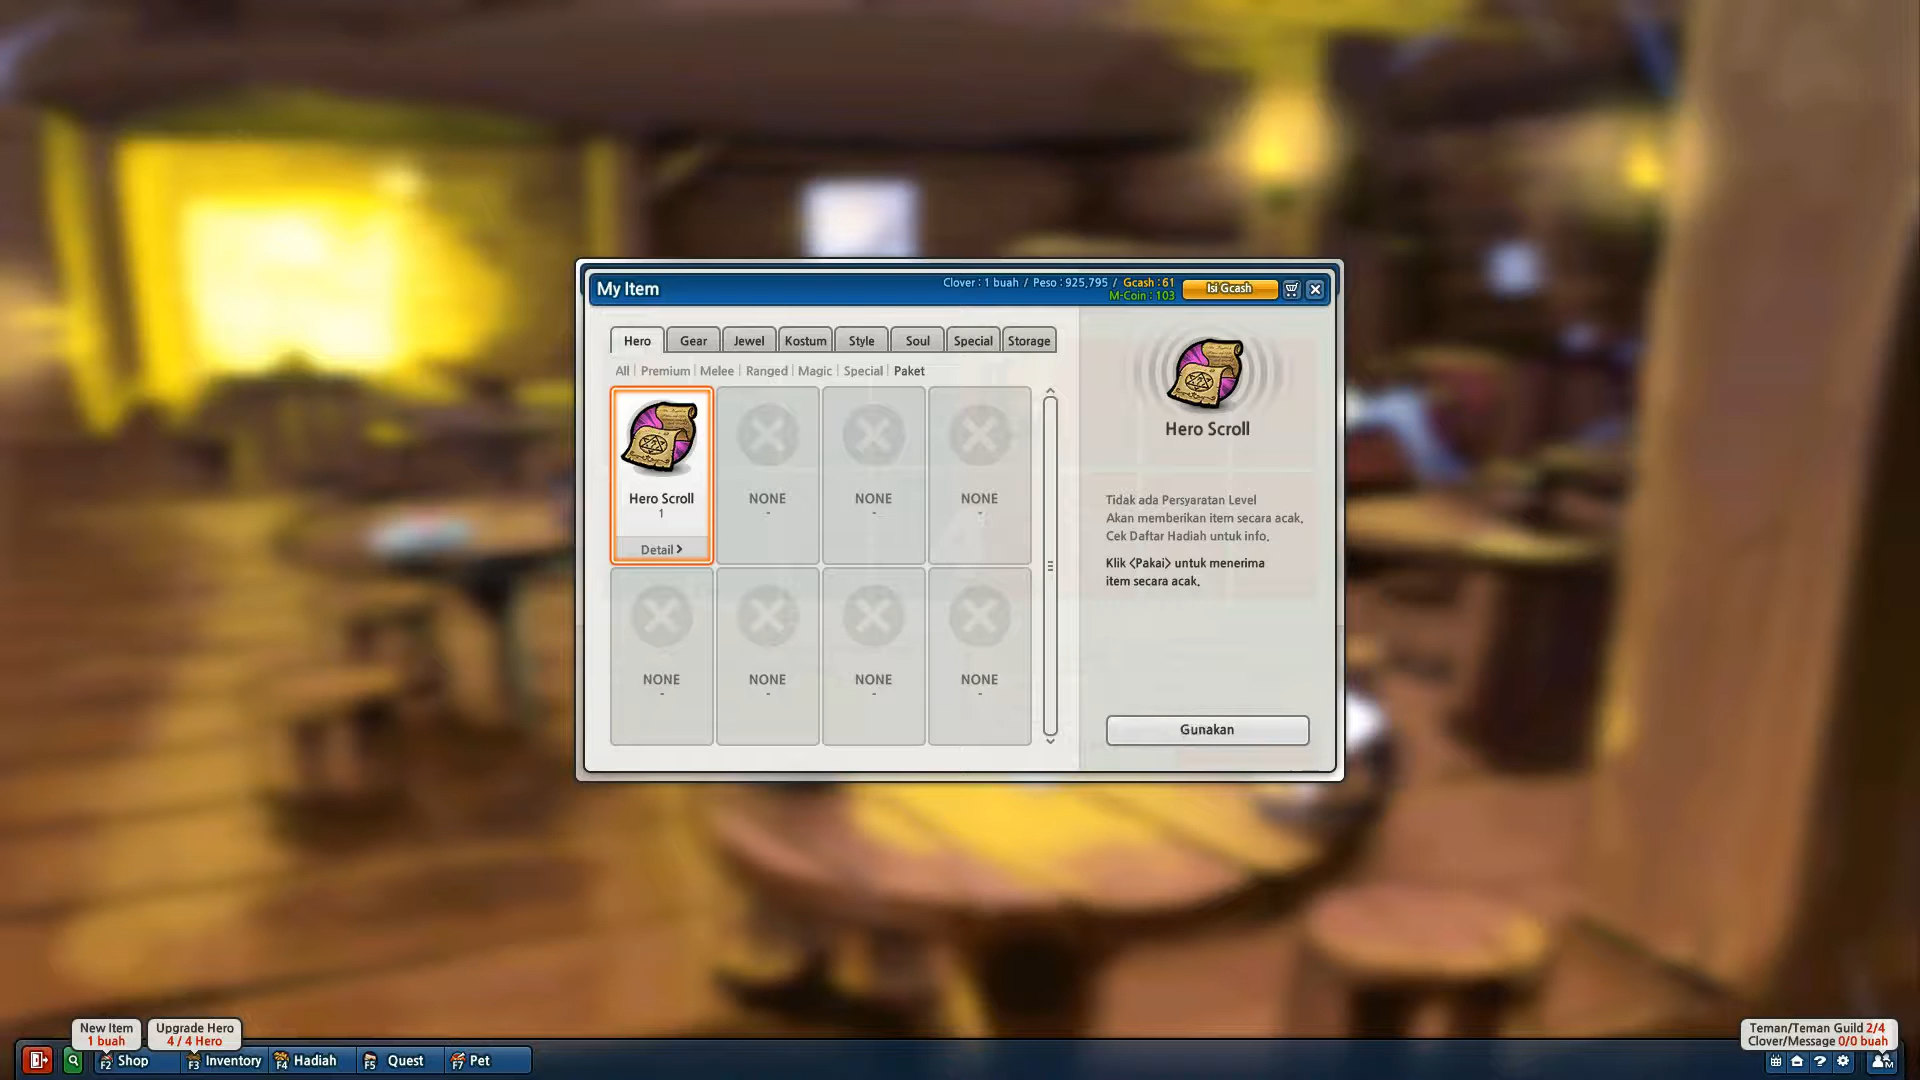 My Item
Clover : 1 buah / Peso : 925,795 / Gcash : 61
M-Coin : 103
Isi Gcash
Hero Gear Jewel Kostum Style Soul Special Storage
All | Premium | Melee | Ranged | Magic | Special | Paket
Hero Scroll
1
Detail >
NONE
-
NONE
-
NONE
-
NONE
-
NONE
-
NONE
-
NONE
-
Hero Scroll
Tidak ada Persyaratan Level
Akan memberikan item secara acak.
Cek Daftar Hadiah untuk info.
Klik <Pakai> untuk menerima
item secara acak.
Gunakan
New Item
1 buah
Upgrade Hero
4 / 4 Hero
F2 Shop
F3 Inventory
F4 Hadiah
F5 Quest
F7 Pet
Teman/Teman Guild 2/4
Clover/Message 0/0 buah
?
M